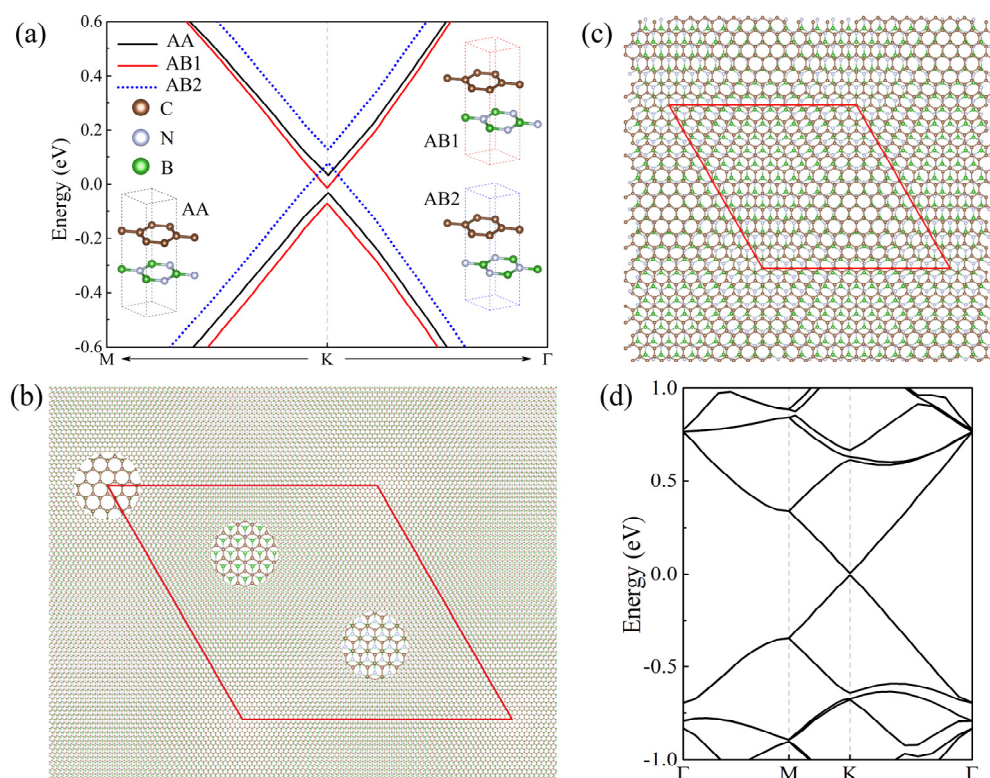 (a)
0.6
0.4
0.2
0.0
-0.2
-0.4
-0.6
Energy (eV)
AA
AB1
AB2
C
N
B
AA
AB1
AB2
M
K
Γ
(b)
(c)
(d)
1.0
0.5
0.0
-0.5
-1.0
Energy (eV)
Γ
M
K
Γ